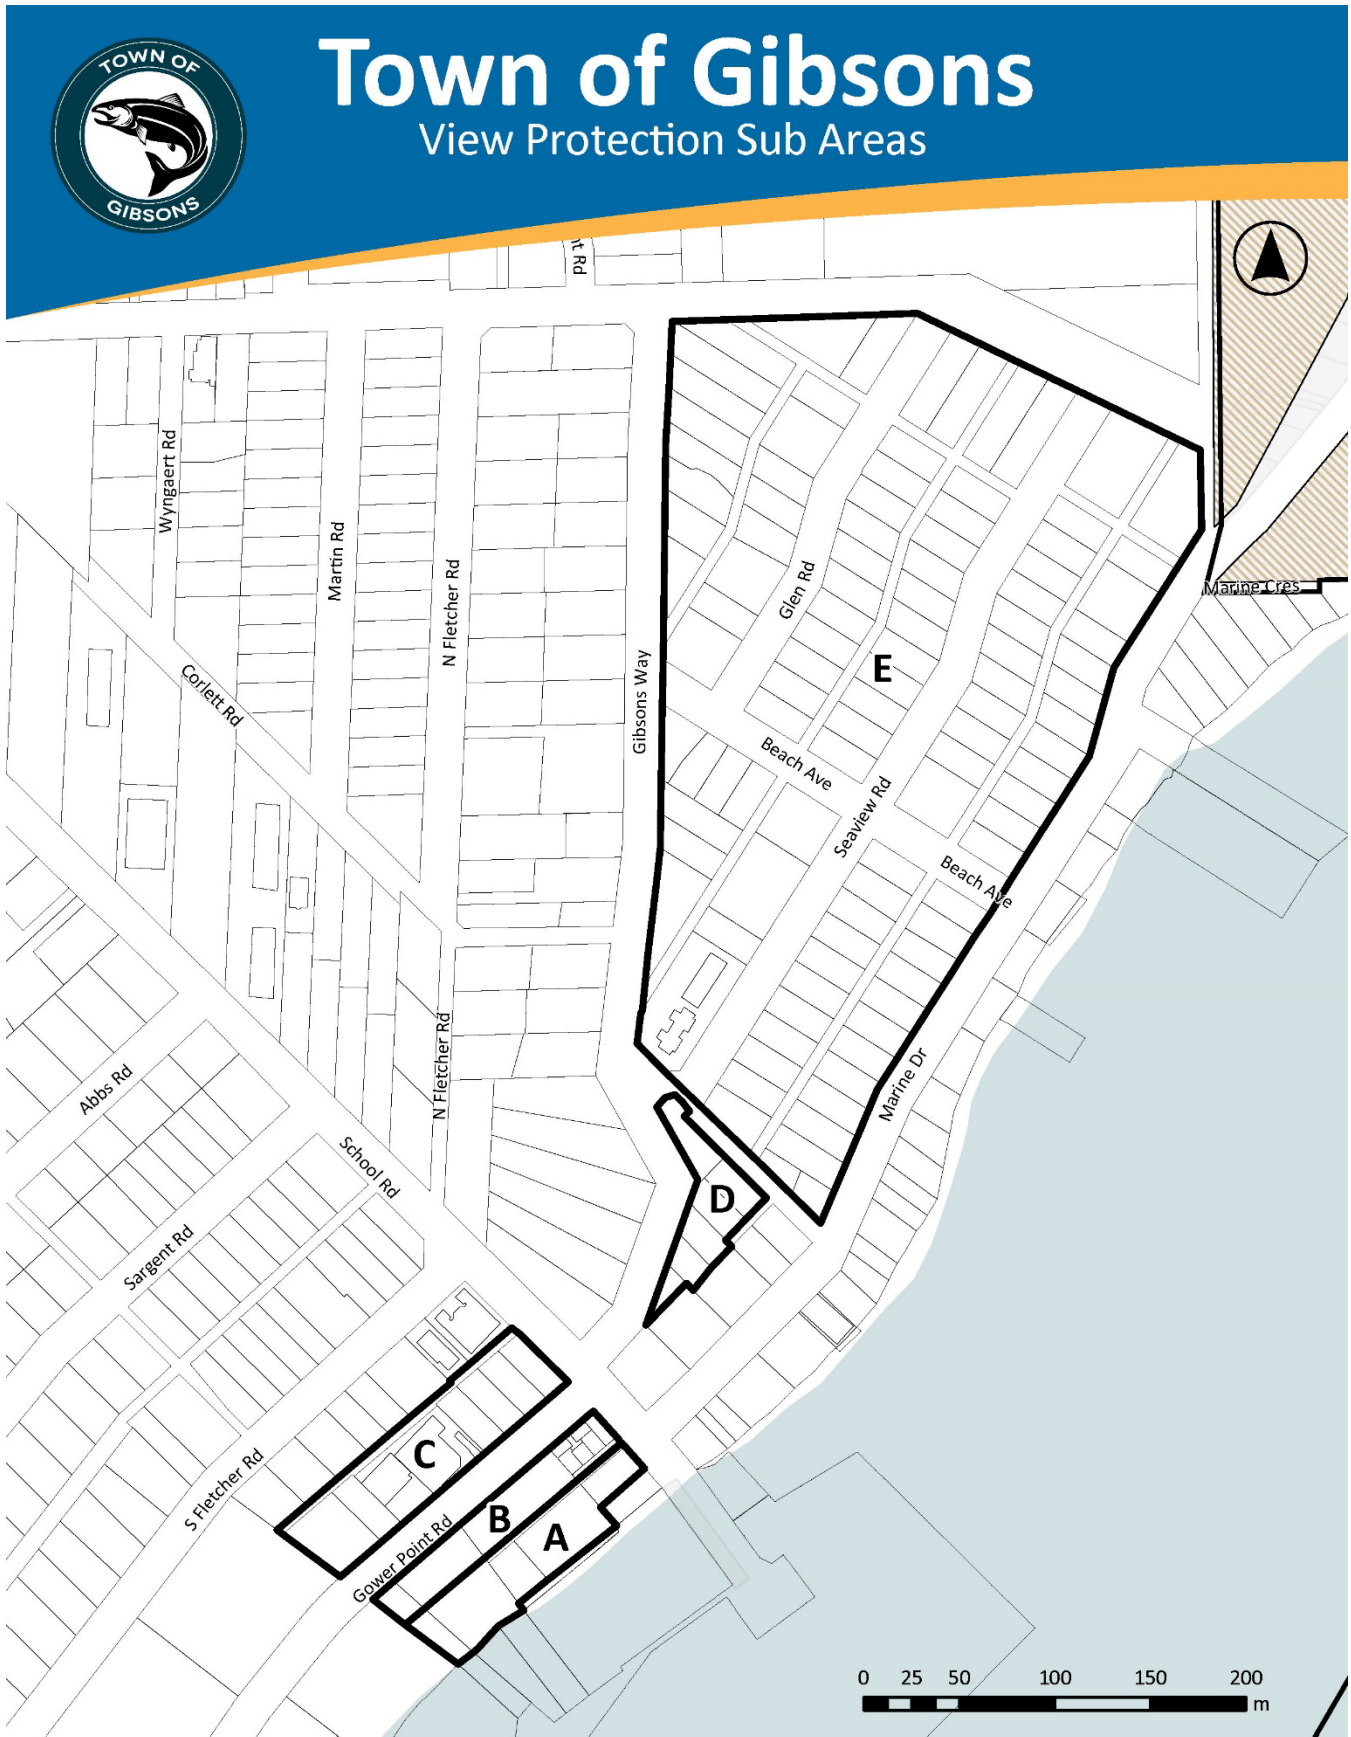 TOWN OF
GIBSONS
Town of Gibsons
View Protection Sub Areas
nt Rd
Wyngaert Rd
Martin Rd
N Fletcher Rd
Gibsons Way
Glen Rd
Marine Cres
E
Corlett Rd
Beach Ave
Seaview Rd
Beach Ave
N Fletcher Rd
Marine Dr
Abbs Rd
School Rd
D
Sargent Rd
C
S Fletcher Rd
B
A
Gower Point Rd
0 25 50 100 150 200
m